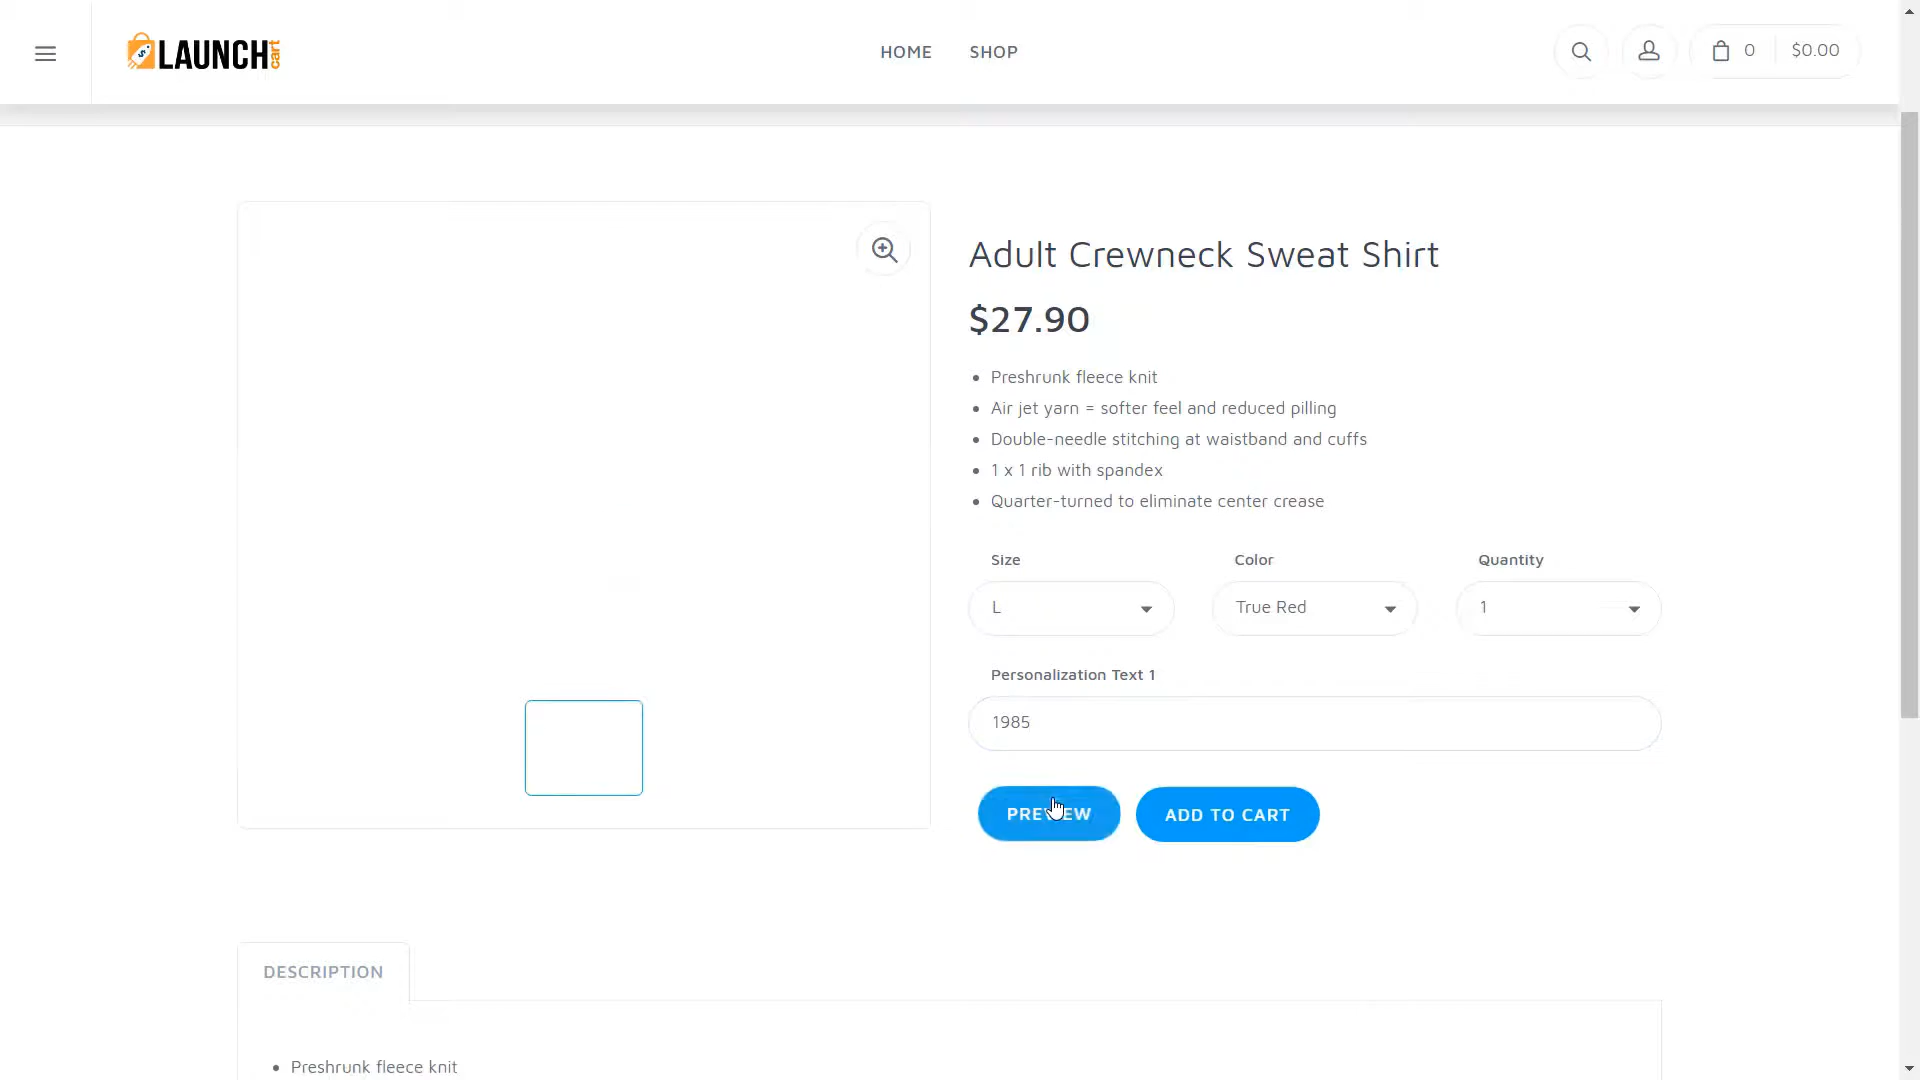 LAUNCH cart
HOME
SHOP
0
$0.00
Adult Crewneck Sweat Shirt
$27.90
Preshrunk fleece knit
Air jet yarn = softer feel and reduced pilling
Double-needle stitching at waistband and cuffs
1 x 1 rib with spandex
Quarter-turned to eliminate center crease
Size
Color
Quantity
L
True Red
1
Personalization Text 1
1985
PREVIEW
ADD TO CART
DESCRIPTION
Preshrunk fleece knit